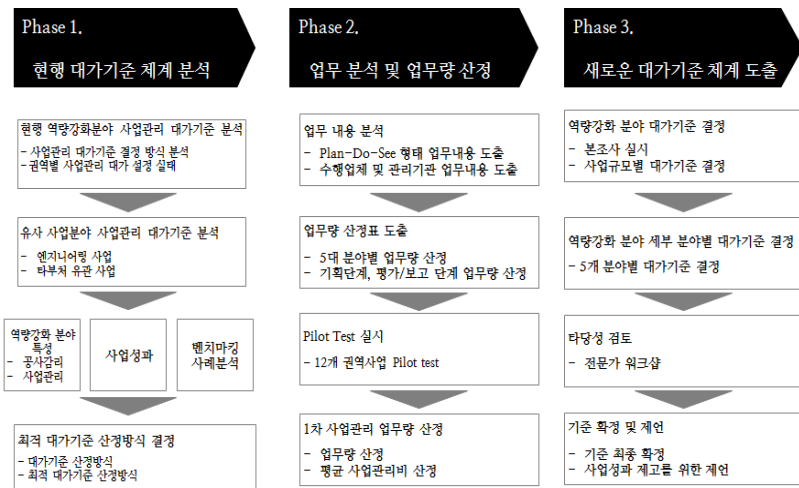 Phase 1.
현행 대가기준 체계 분석
현행 역량강화분야 사업관리 대가기준 분석
- 사업관리 대가기준 결정 방식 분석
- 권역별 사업관리 대가 설정 실태
유사 사업분야 사업관리 대가기준 분석
- 엔지니어링 사업
- 타부처 유관 사업
역량강화 분야
특성
- 공사감리
- 사업관리
사업성과
벤치마킹
사례분석
최적 대가기준 산정방식 결정
- 대가기준 산정방식
- 최적 대가기준 산정방식
Phase 2.
업무 분석 및 업무량 산정
업무 내용 분석
- Plan-Do-See 형태 업무내용 도출
- 수행업체 및 관리기관 업무내용 도출
업무량 산정표 도출
- 5대 분야별 업무량 산정
- 기획단계, 평가/보고 단계 업무량 산정
Pilot Test 실시
- 12개 권역사업 Pilot test
1차 사업관리 업무량 산정
- 업무량 산정
- 평균 사업관리비 산정
Phase 3.
새로운 대가기준 체계 도출
역량강화 분야 대가기준 결정
- 본조사 실시
- 사업규모별 대가기준 결정
역량강화 분야 세부 분야별 대가기준 결정
- 5개 분야별 대가기준 결정
타당성 검토
- 전문가 워크샵
기준 확정 및 제언
- 기준 최종 확정
- 사업성과 제고를 위한 제언